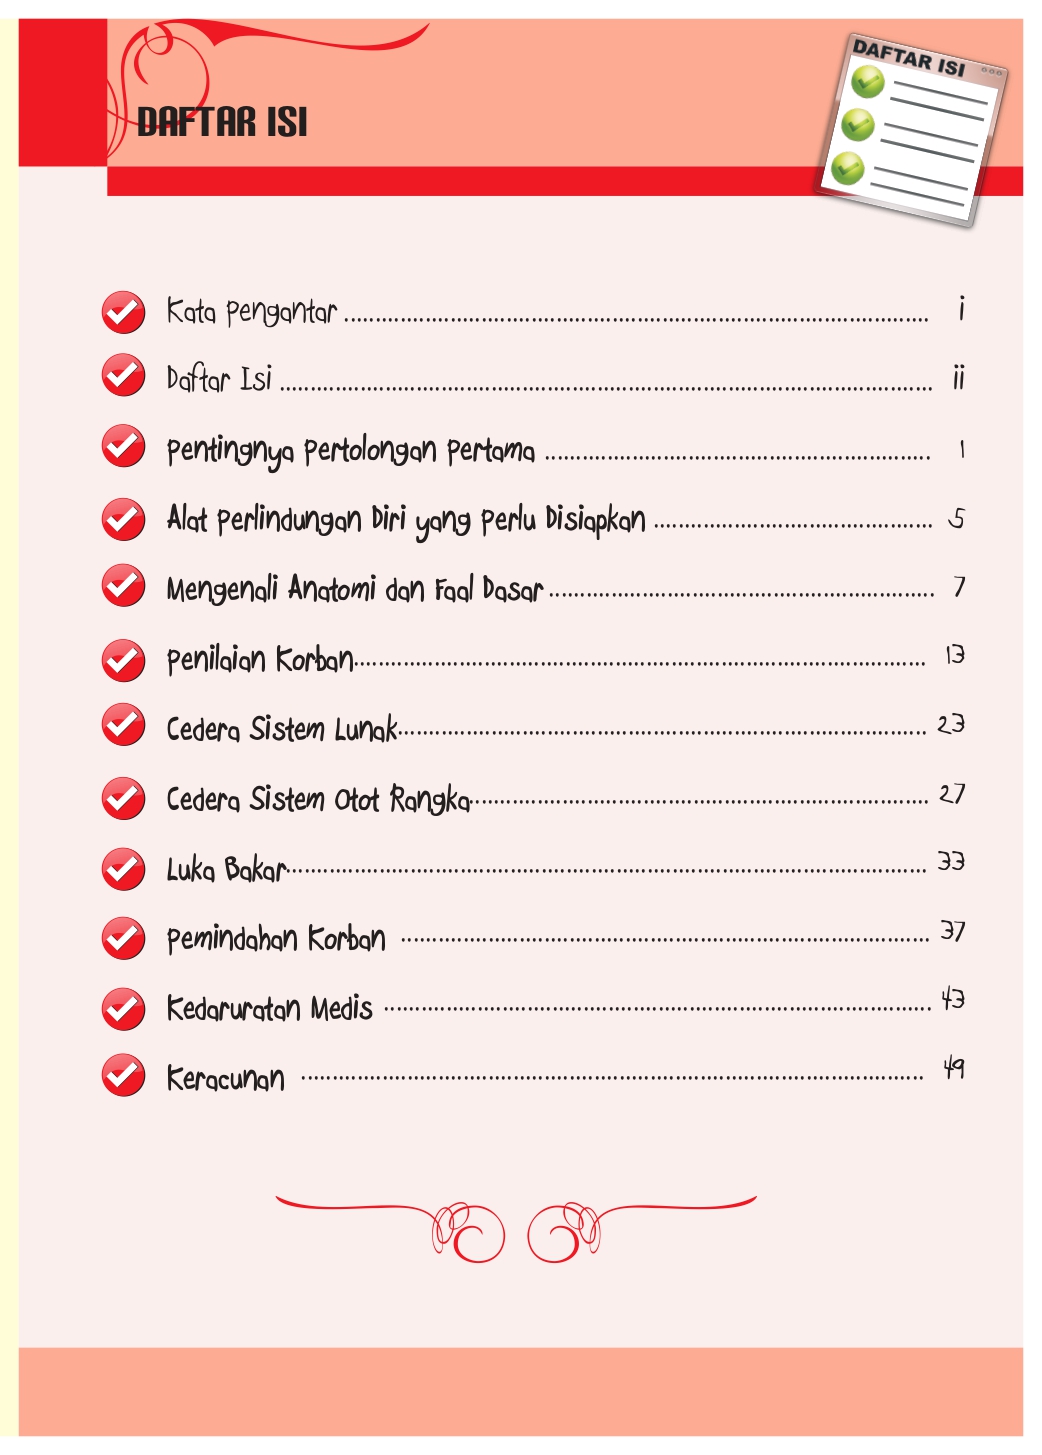 DAFTAR ISI
DAFTAR ISI
Kata Pengantar ........................................ i
Daftar Isi ........................................ ii
Pentingnya Pertolongan Pertama ........................................ 1
Alat Perlindungan Diri yang Perlu Disiapkan ........................................ 5
Mengenali Anatomi dan Faal Dasar ........................................ 7
Penilaian Korban ........................................ 13
Cedera Sistem Lunak ........................................ 23
Cedera Sistem Otot Rangka ........................................ 27
Luka Bakar ........................................ 33
Pemindahan Korban ........................................ 37
Kedaruratan Medis ........................................ 43
Keracunan ........................................ 49